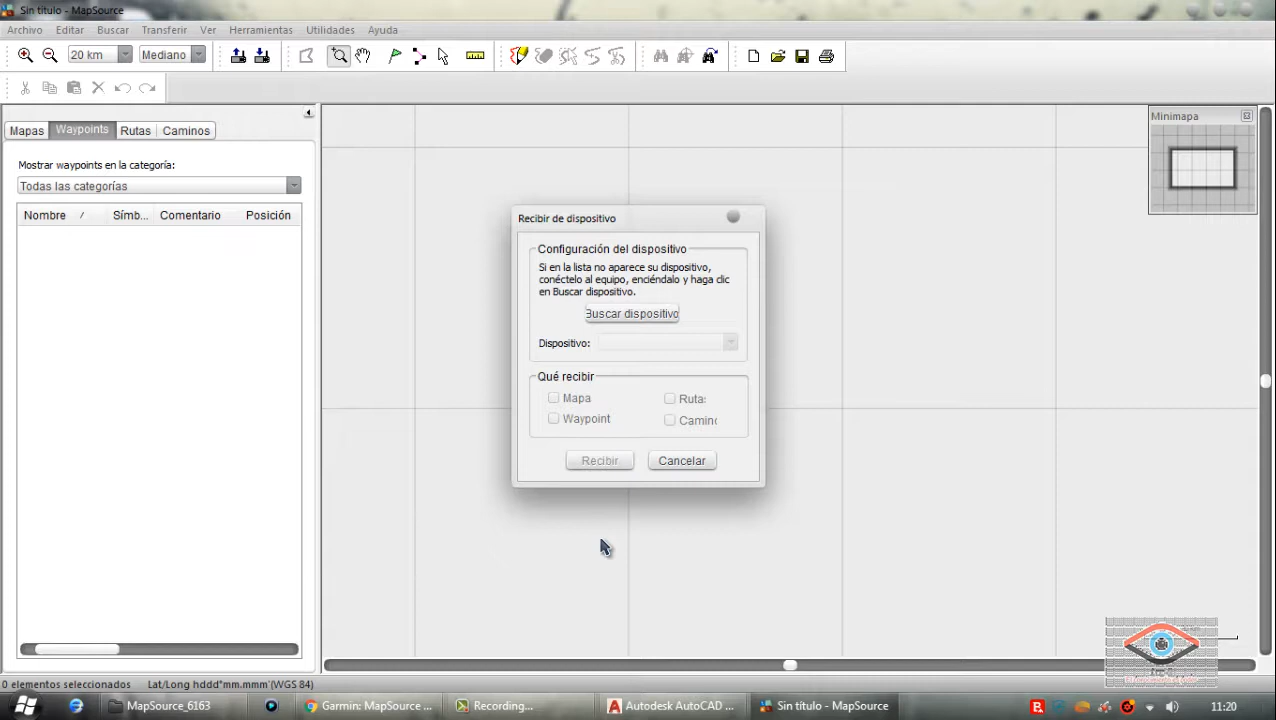 Sin título - MapSource
Archivo Editar Buscar Transferir Ver Herramientas Utilidades Ayuda
20 km Mediano
Mapas Waypoints Rutas Caminos
Mostrar waypoints en la categoría:
Todas las categorías
Nombre Símb... Comentario Posición
Minimapa
Recibir de dispositivo
Configuración del dispositivo
Si en la lista no aparece su dispositivo,
conéctelo al equipo, enciéndalo y haga clic
en Buscar dispositivo.
Buscar dispositivo
Dispositivo:
Qué recibir
Mapa Rutas
Waypoint Camino
Recibir Cancelar
0 elementos seleccionados Lat/Long hddd°mm.mmm'(WGS 84)
MapSource_6163 Garmin: MapSource ... Recording... Autodesk AutoCAD ... Sin título - MapSource 11:20